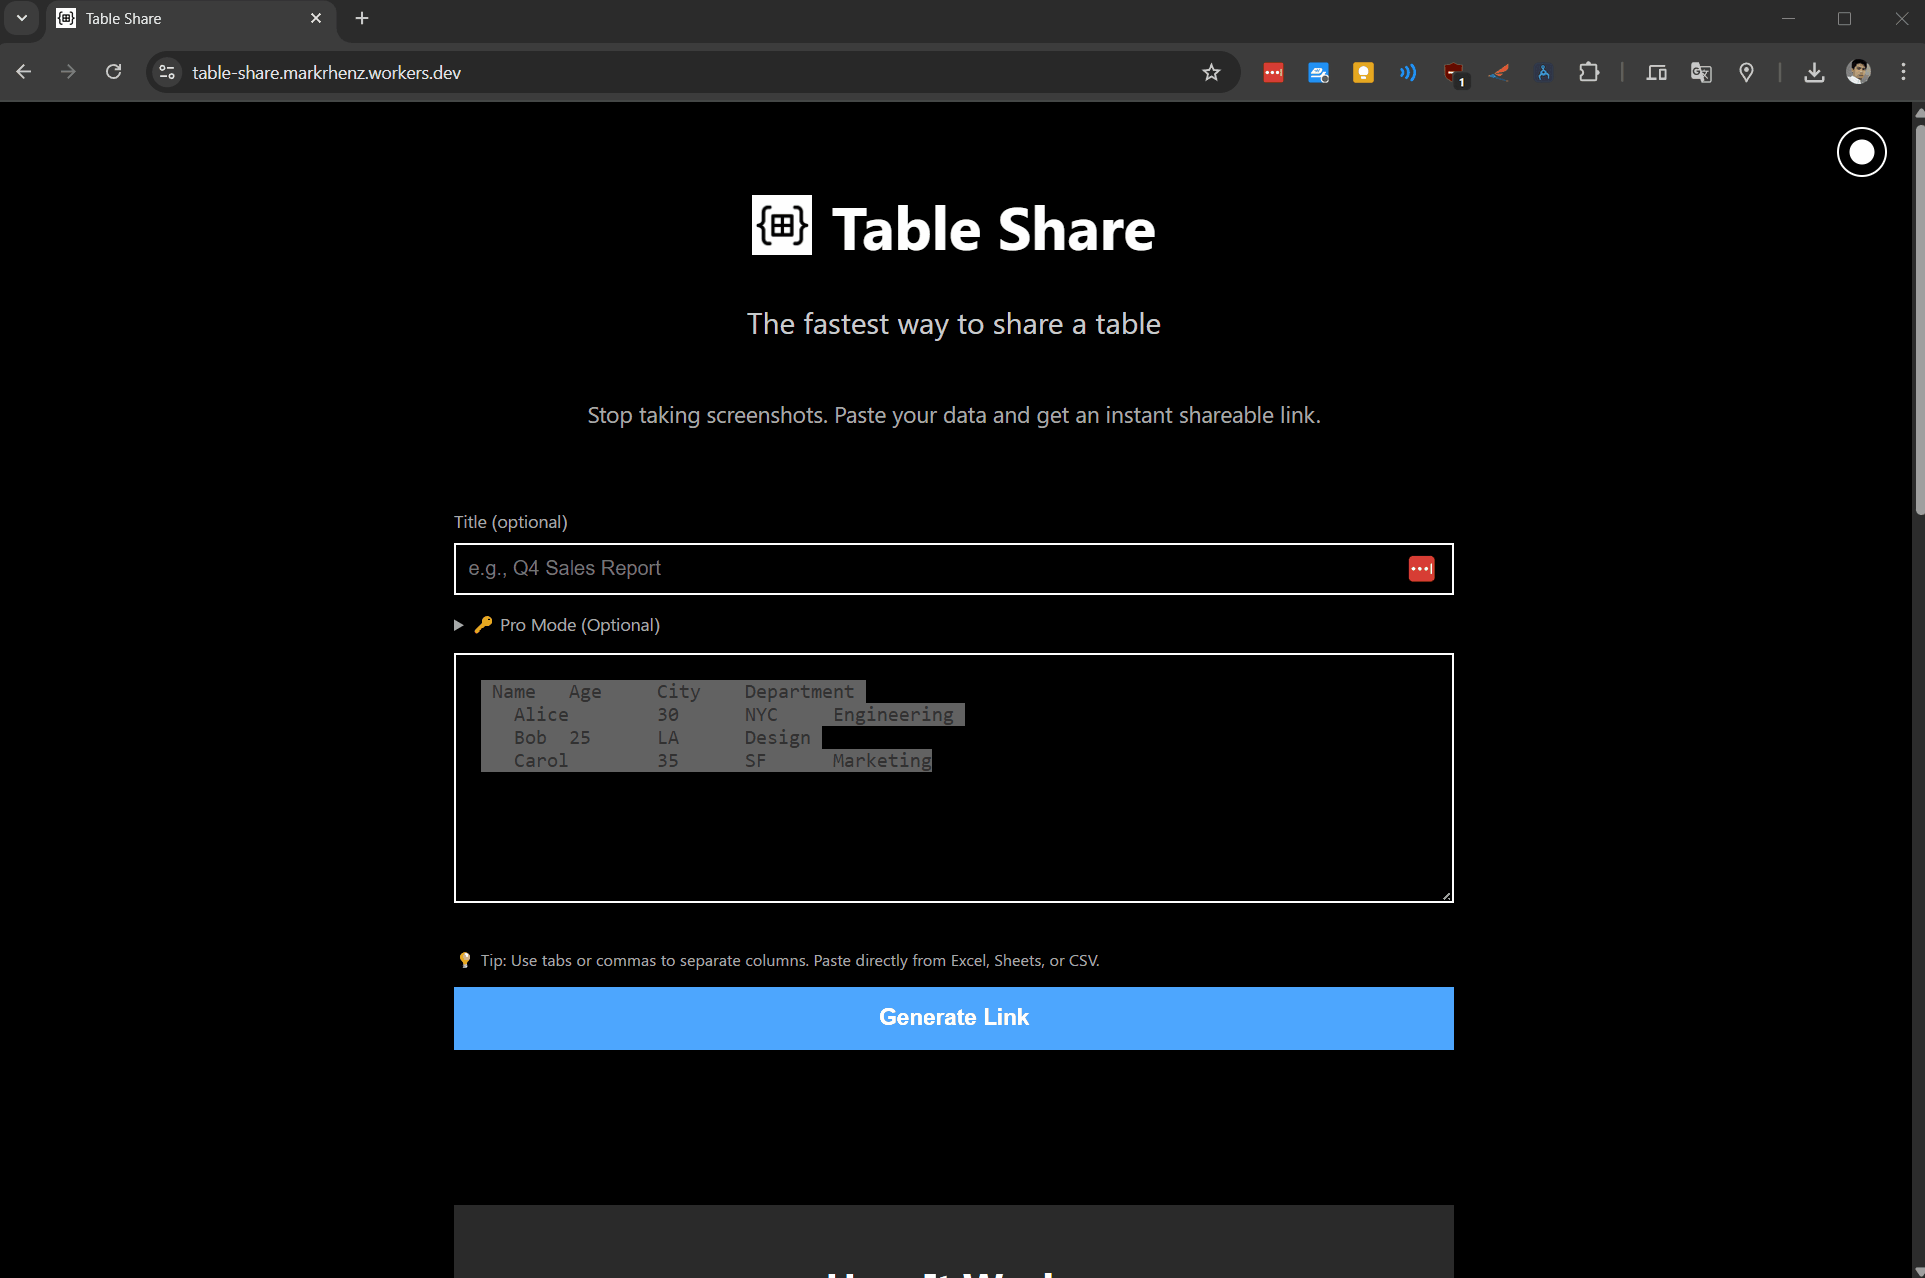 Table Share
table-share.markrhenz.workers.dev
1
Table Share
The fastest way to share a table
Stop taking screenshots. Paste your data and get an instant shareable link.
Title (optional)
e.g., Q4 Sales Report
Pro Mode (Optional)
Name Age City Department
Alice 30 NYC Engineering
Bob 25 LA Design
Carol 35 SF Marketing
Tip: Use tabs or commas to separate columns. Paste directly from Excel, Sheets, or CSV.
Generate Link